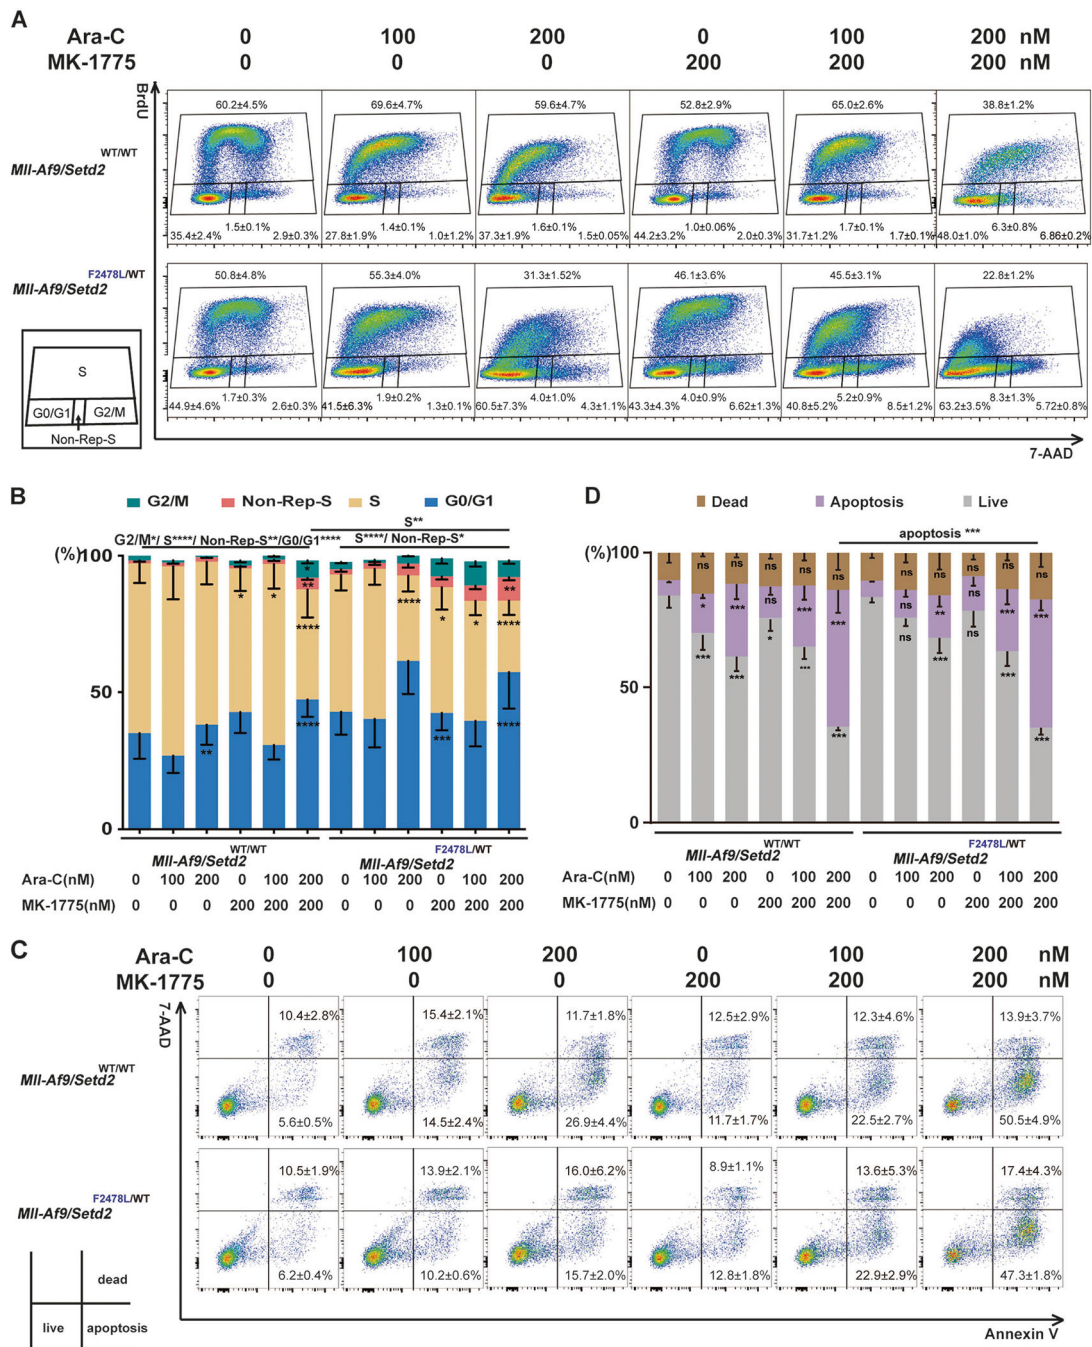 A
Ara-C 0 100 200 0 100 200 nM
MK-1775 0 0 0 200 200 200 nM
BrdU
60.2±4.5% 69.6±4.7% 59.6±4.7% 52.8±2.9% 65.0±2.6% 38.8±1.2%
Mll-Af9/Setd2 WT/WT
1.5±0.1% 1.4±0.1% 1.6±0.1% 1.0±0.06% 1.7±0.1% 6.3±0.8%
35.4±2.4% 2.9±0.3% 27.8±1.9% 1.0±1.2% 37.3±1.9% 1.5±0.05% 44.2±3.2% 2.0±0.3% 31.7±1.2% 1.7±0.1% 48.0±1.0% 6.86±0.2%
50.8±4.8% 55.3±4.0% 31.3±1.52% 46.1±3.6% 45.5±3.1% 22.8±1.2%
Mll-Af9/Setd2 F2478L/WT
1.7±0.3% 1.9±0.2% 4.0±1.0% 4.0±0.9% 5.2±0.9% 8.3±1.3%
44.9±4.6% 2.6±0.3% 41.5±6.3% 1.3±0.1% 60.5±7.3% 4.3±1.1% 43.3±4.3% 6.62±1.3% 40.8±5.2% 8.5±1.2% 63.2±3.5% 5.72±0.8%
S
G0/G1 G2/M
Non-Rep-S
7-AAD
B
G2/M Non-Rep-S S G0/G1
S**
G2/M*/ S****/ Non-Rep-S**/G0/G1**** S****/ Non-Rep-S*
(%)
100
50
0
* ** **** **** ** * * **** * *** * ** **** ****
WT/WT F2478L/WT
Mll-Af9/Setd2 Mll-Af9/Setd2
Ara-C(nM) 0 100 200 0 100 200 0 100 200 0 100 200
MK-1775(nM) 0 0 0 200 200 200 0 0 0 200 200 200
D
Dead Apoptosis Live
apoptosis ***
(%)
100
50
0
ns ns ns ns ns ns ns ns ns ns
* *** ns *** *** ns ** ns *** ***
*** *** * *** *** ns *** ns *** ***
WT/WT F2478L/WT
Mll-Af9/Setd2 Mll-Af9/Setd2
Ara-C(nM) 0 100 200 0 100 200 0 100 200 0 100 200
MK-1775(nM) 0 0 0 200 200 200 0 0 0 200 200 200
C
Ara-C 0 100 200 0 100 200 nM
MK-1775 0 0 0 200 200 200 nM
7-AAD
10.4±2.8% 15.4±2.1% 11.7±1.8% 12.5±2.9% 12.3±4.6% 13.9±3.7%
Mll-Af9/Setd2 WT/WT
5.6±0.5% 14.5±2.4% 26.9±4.4% 11.7±1.7% 22.5±2.7% 50.5±4.9%
10.5±1.9% 13.9±2.1% 16.0±6.2% 8.9±1.1% 13.6±5.3% 17.4±4.3%
Mll-Af9/Setd2 F2478L/WT
6.2±0.4% 10.2±0.6% 15.7±2.0% 12.8±1.8% 22.9±2.9% 47.3±1.8%
dead
live apoptosis
Annexin V